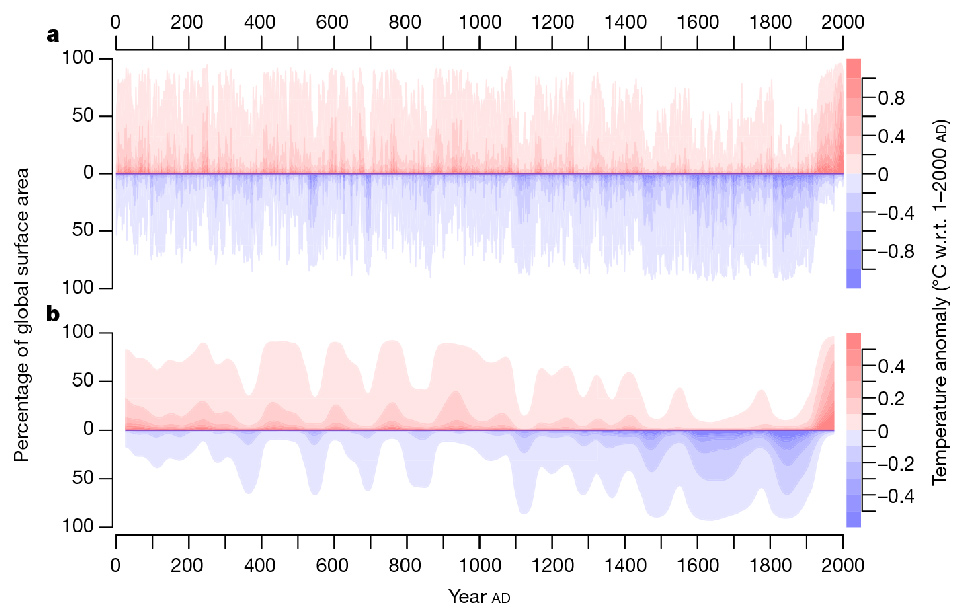 0 200 400 600 800 1000 1200 1400 1600 1800 2000
a
100
50
0
50
100
0.8
0.4
0
−0.4
−0.8
b
100
50
0
50
100
0.4
0.2
0
−0.2
−0.4
Percentage of global surface area
Temperature anomaly (°C w.r.t. 1–2000 AD)
0 200 400 600 800 1000 1200 1400 1600 1800 2000
Year AD